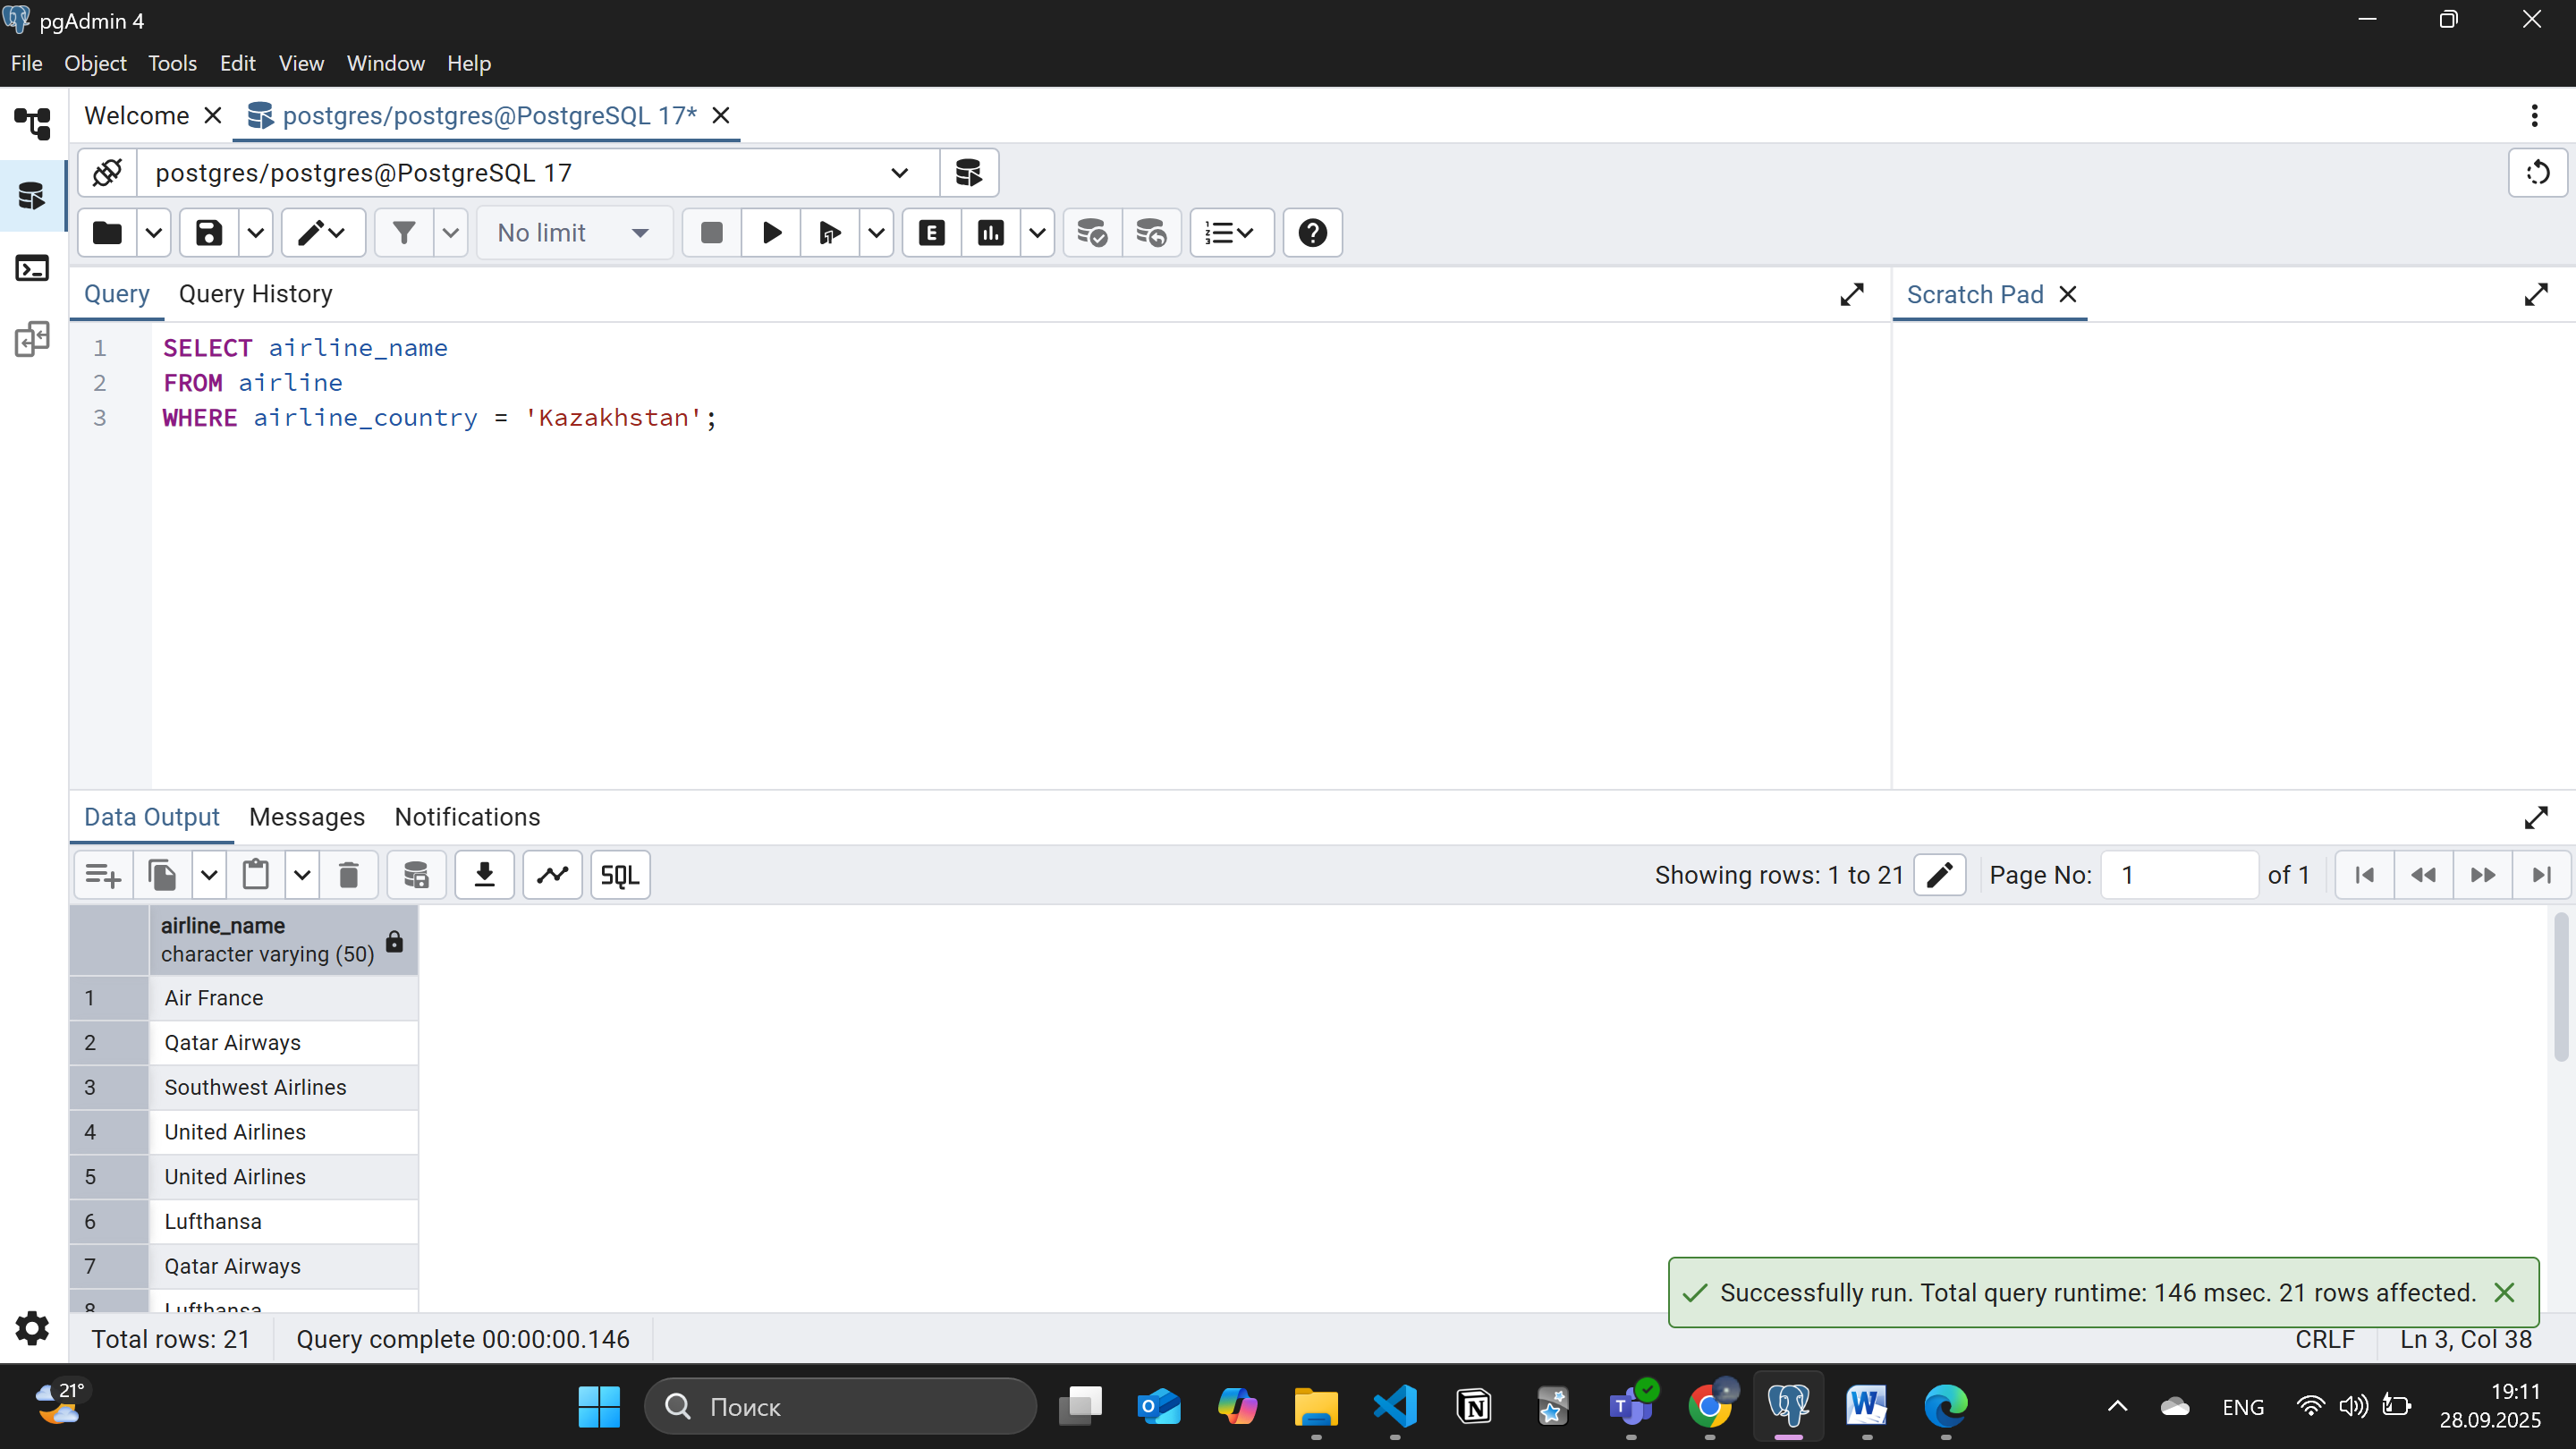 pgAdmin 4
File Object Tools Edit View Window Help
Welcome postgres/postgres@PostgreSQL 17*
postgres/postgres@PostgreSQL 17
No limit
Query Query History
Scratch Pad
1 SELECT airline_name
2 FROM airline
3 WHERE airline_country = 'Kazakhstan';
Data Output Messages Notifications
SQL Showing rows: 1 to 21 Page No: 1 of 1
airline_name
character varying (50)
1 Air France
2 Qatar Airways
3 Southwest Airlines
4 United Airlines
5 United Airlines
6 Lufthansa
7 Qatar Airways
8 Lufthansa
Successfully run. Total query runtime: 146 msec. 21 rows affected.
Total rows: 21 Query complete 00:00:00.146 CRLF Ln 3, Col 38
21° Поиск ENG 19:11
28.09.2025